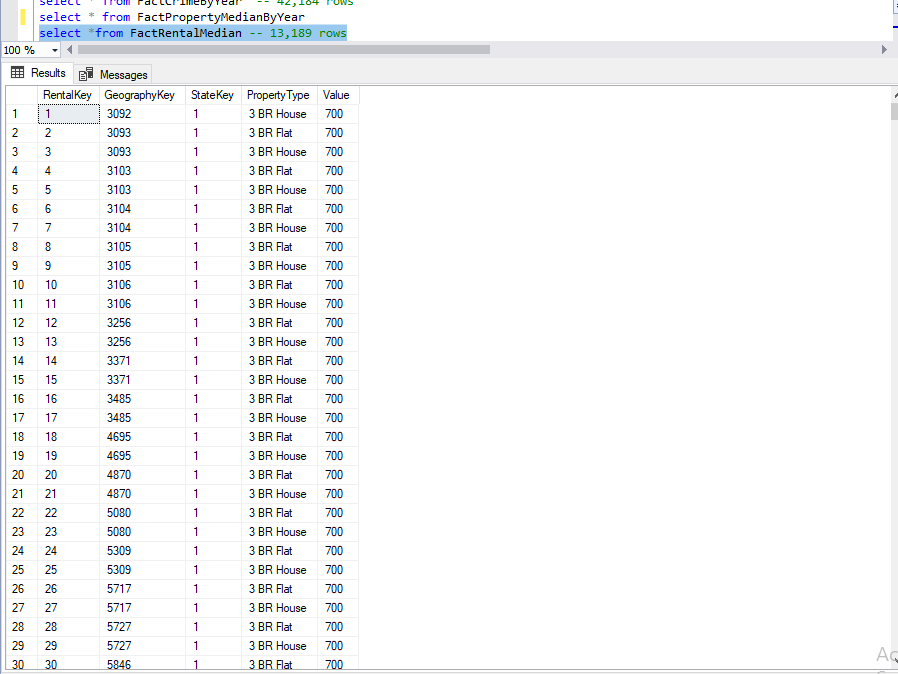 select * from FactCrimeByYear -- 42,184 rows
select * from FactPropertyMedianByYear
select *from FactRentalMedian -- 13,189 rows
100 %
Results Messages
RentalKey GeographyKey StateKey PropertyType Value
1 1 3092 1 3 BR House 700
2 2 3093 1 3 BR Flat 700
3 3 3093 1 3 BR House 700
4 4 3103 1 3 BR Flat 700
5 5 3103 1 3 BR House 700
6 6 3104 1 3 BR Flat 700
7 7 3104 1 3 BR House 700
8 8 3105 1 3 BR Flat 700
9 9 3105 1 3 BR House 700
10 10 3106 1 3 BR Flat 700
11 11 3106 1 3 BR House 700
12 12 3256 1 3 BR Flat 700
13 13 3256 1 3 BR House 700
14 14 3371 1 3 BR Flat 700
15 15 3371 1 3 BR House 700
16 16 3485 1 3 BR Flat 700
17 17 3485 1 3 BR House 700
18 18 4695 1 3 BR Flat 700
19 19 4695 1 3 BR House 700
20 20 4870 1 3 BR Flat 700
21 21 4870 1 3 BR House 700
22 22 5080 1 3 BR Flat 700
23 23 5080 1 3 BR House 700
24 24 5309 1 3 BR Flat 700
25 25 5309 1 3 BR House 700
26 26 5717 1 3 BR Flat 700
27 27 5717 1 3 BR House 700
28 28 5727 1 3 BR Flat 700
29 29 5727 1 3 BR House 700
30 30 5846 1 3 BR Flat 700